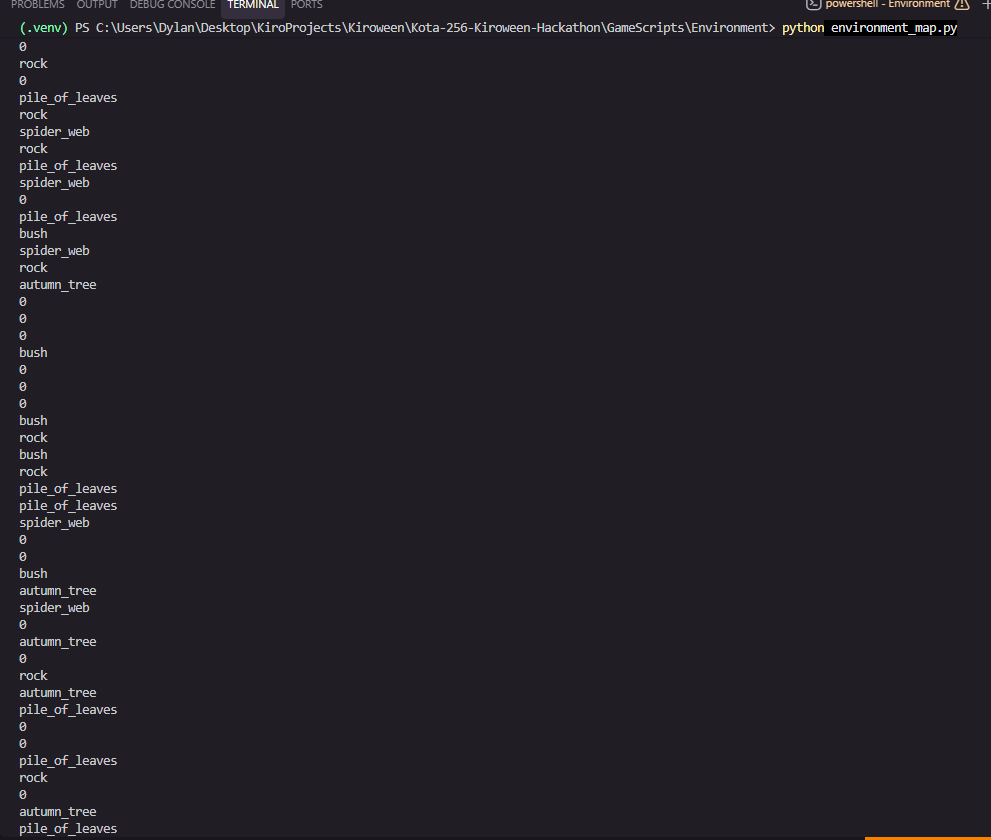 PROBLEMS OUTPUT DEBUG CONSOLE TERMINAL PORTS powershell - Environment
(.venv) PS C:\Users\Dylan\Desktop\KiroProjects\Kiroween\Kota-256-Kiroween-Hackathon\GameScripts\Environment> python environment_map.py
0
rock
0
pile_of_leaves
rock
spider_web
rock
pile_of_leaves
spider_web
0
pile_of_leaves
bush
spider_web
rock
autumn_tree
0
0
0
bush
0
0
0
bush
rock
bush
rock
pile_of_leaves
pile_of_leaves
spider_web
0
0
bush
autumn_tree
spider_web
0
autumn_tree
0
rock
autumn_tree
pile_of_leaves
0
0
pile_of_leaves
rock
0
autumn_tree
pile_of_leaves